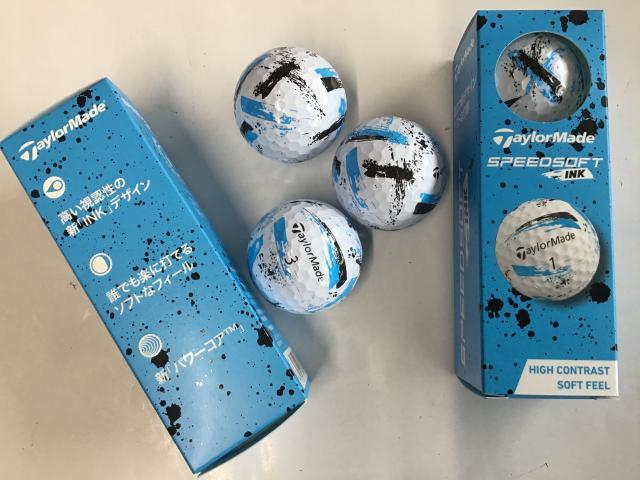 TaylorMade
高い視認性の
新「INK」デザイン
誰でも楽に打てる
ソフトなフィール
新「パワーコア™」
TaylorMade
3
TaylorMade
SPEEDSOFT
INK
TaylorMade
1
HIGH CONTRAST
SOFT FEEL